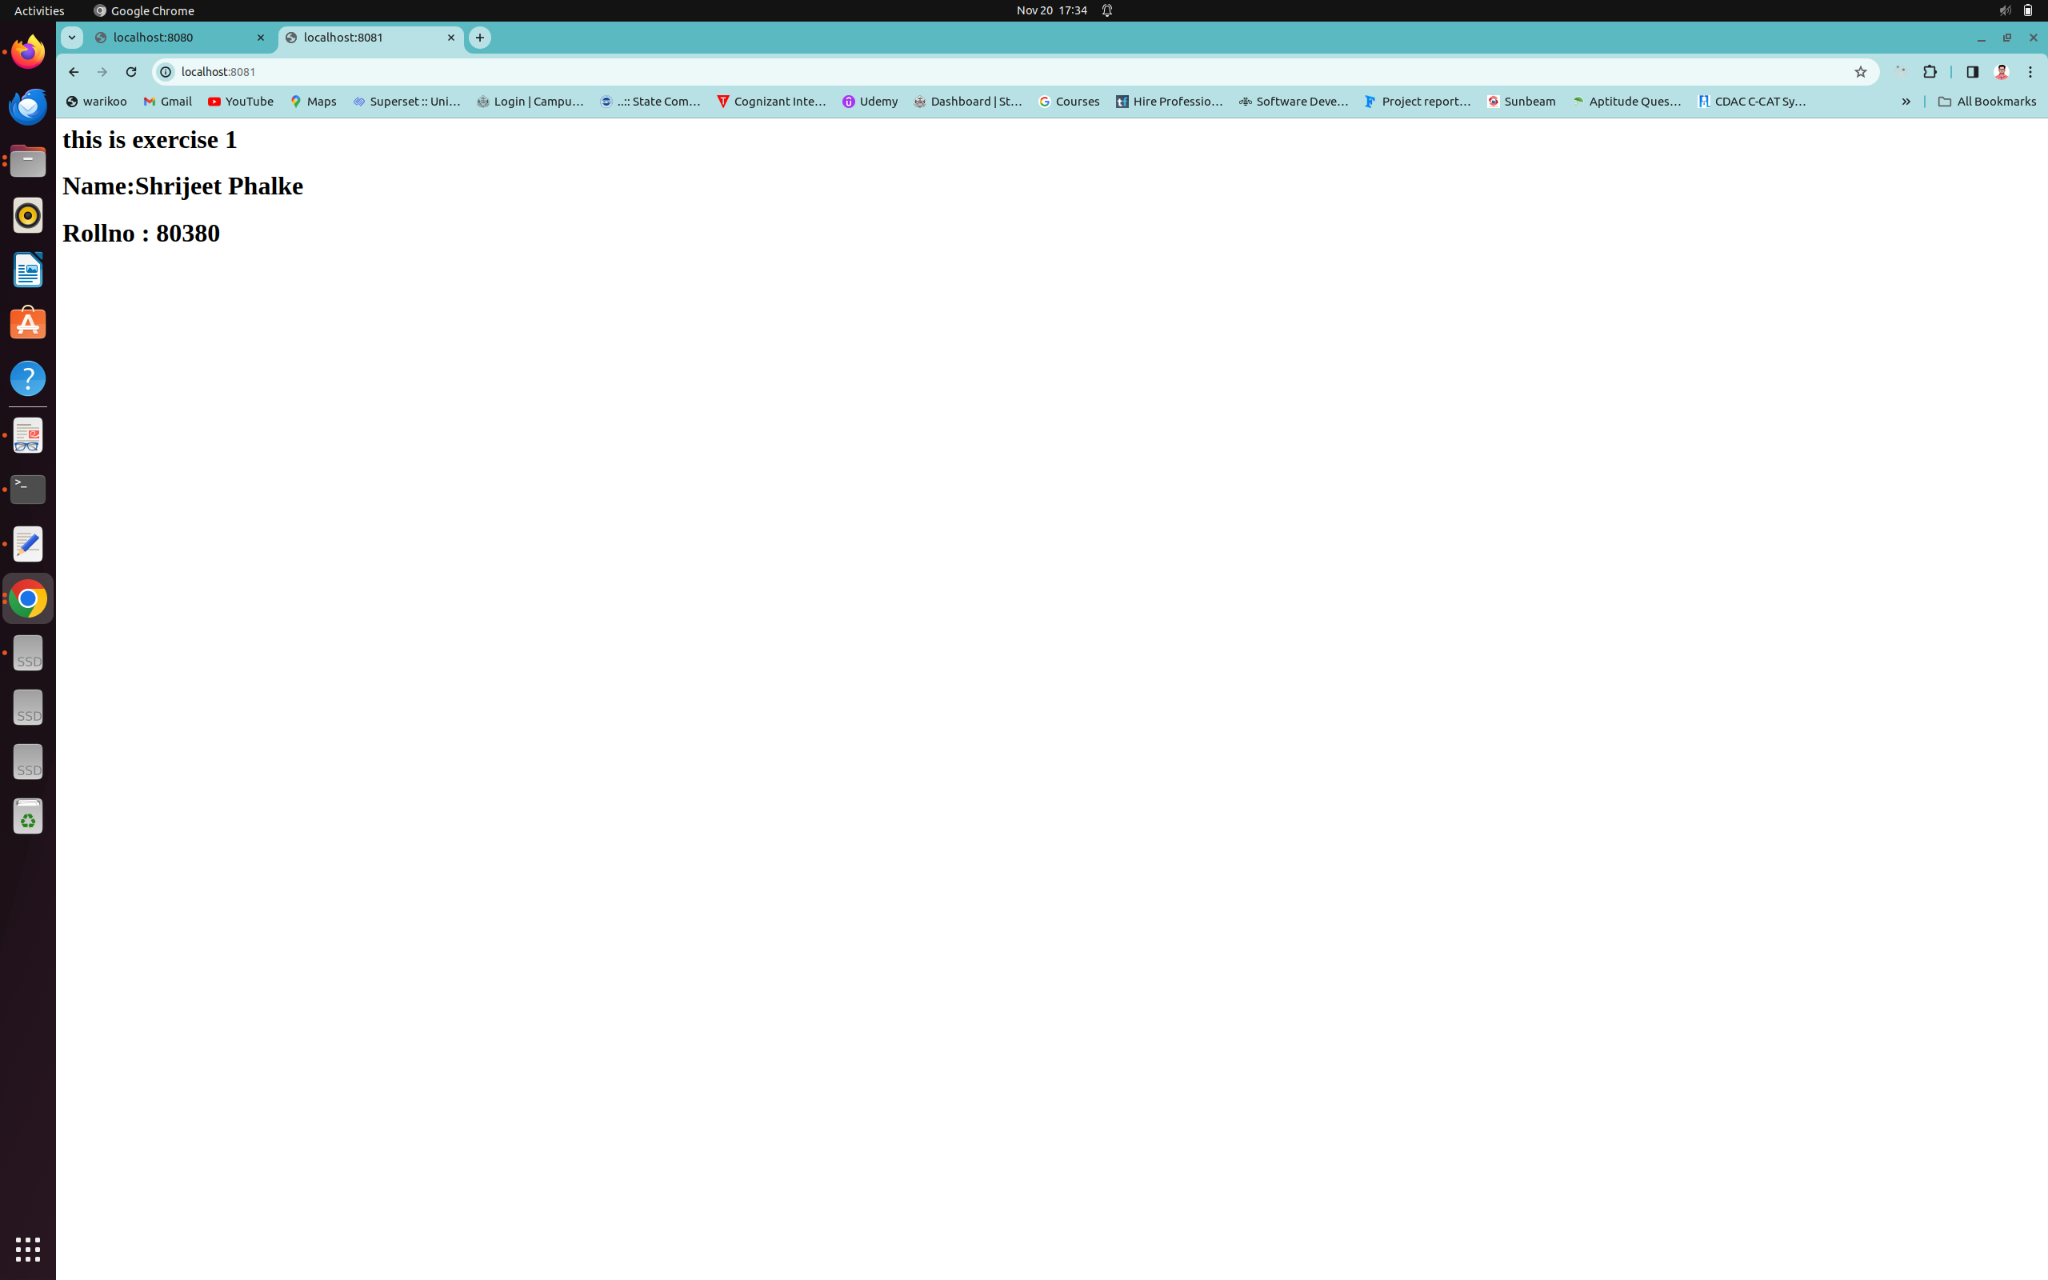 Activities Google Chrome Nov 20 17:34
localhost:8080 localhost:8081
localhost:8081
warikoo Gmail YouTube Maps Superset :: Uni... Login | Campu... ..:: State Com... Cognizant Inte... Udemy Dashboard | St... Courses Hire Professio... Software Deve... Project report... Sunbeam Aptitude Ques... CDAC C-CAT Sy... » All Bookmarks
this is exercise 1
Name:Shrijeet Phalke
Rollno : 80380
SSD
SSD
SSD